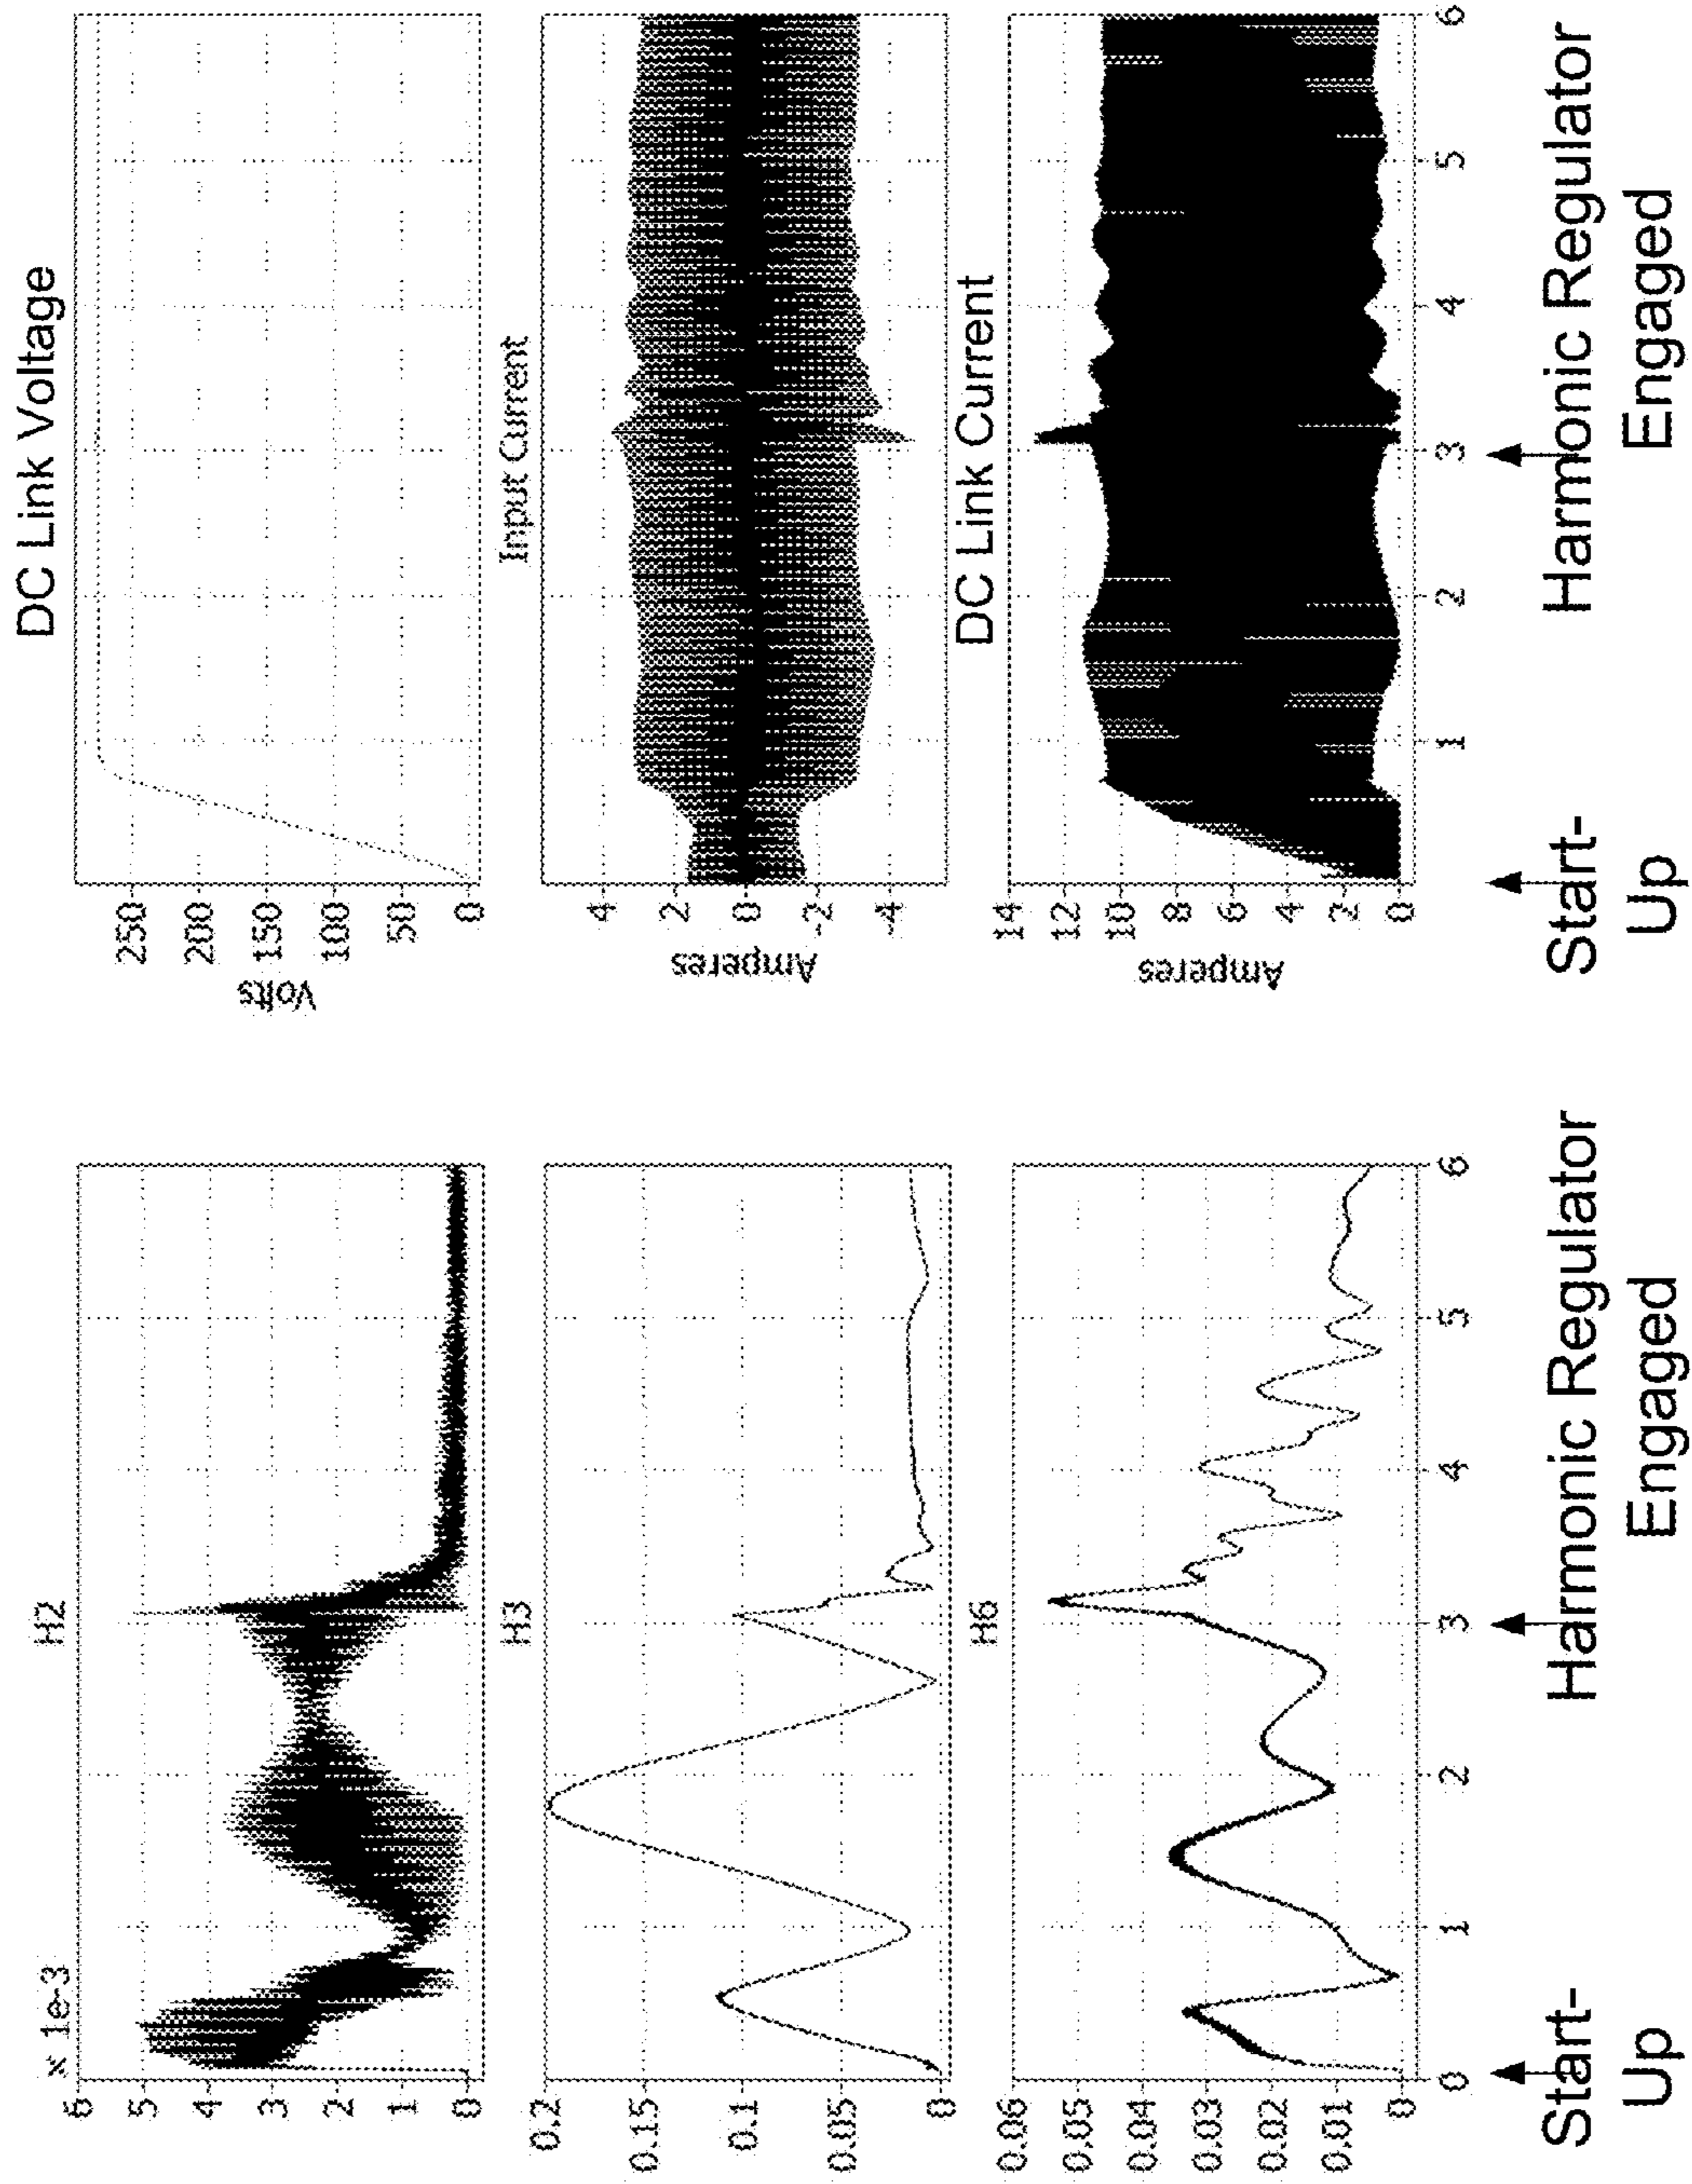 H2
× 1e-3
6
5
4
3
2
1
0
H3
0.2
0.15
0.1
0.05
0
H6
0.06
0.05
0.04
0.03
0.02
0.01
0
0 1 2 3 4 5 6
Start-
Up
Harmonic Regulator
Engaged
DC Link Voltage
Volts
250
200
150
100
50
0
Input Current
Amperes
4
2
0
-2
-4
DC Link Current
Amperes
14
12
10
8
6
4
2
0
1 2 3 4 5 6
Start-
Up
Harmonic Regulator
Engaged